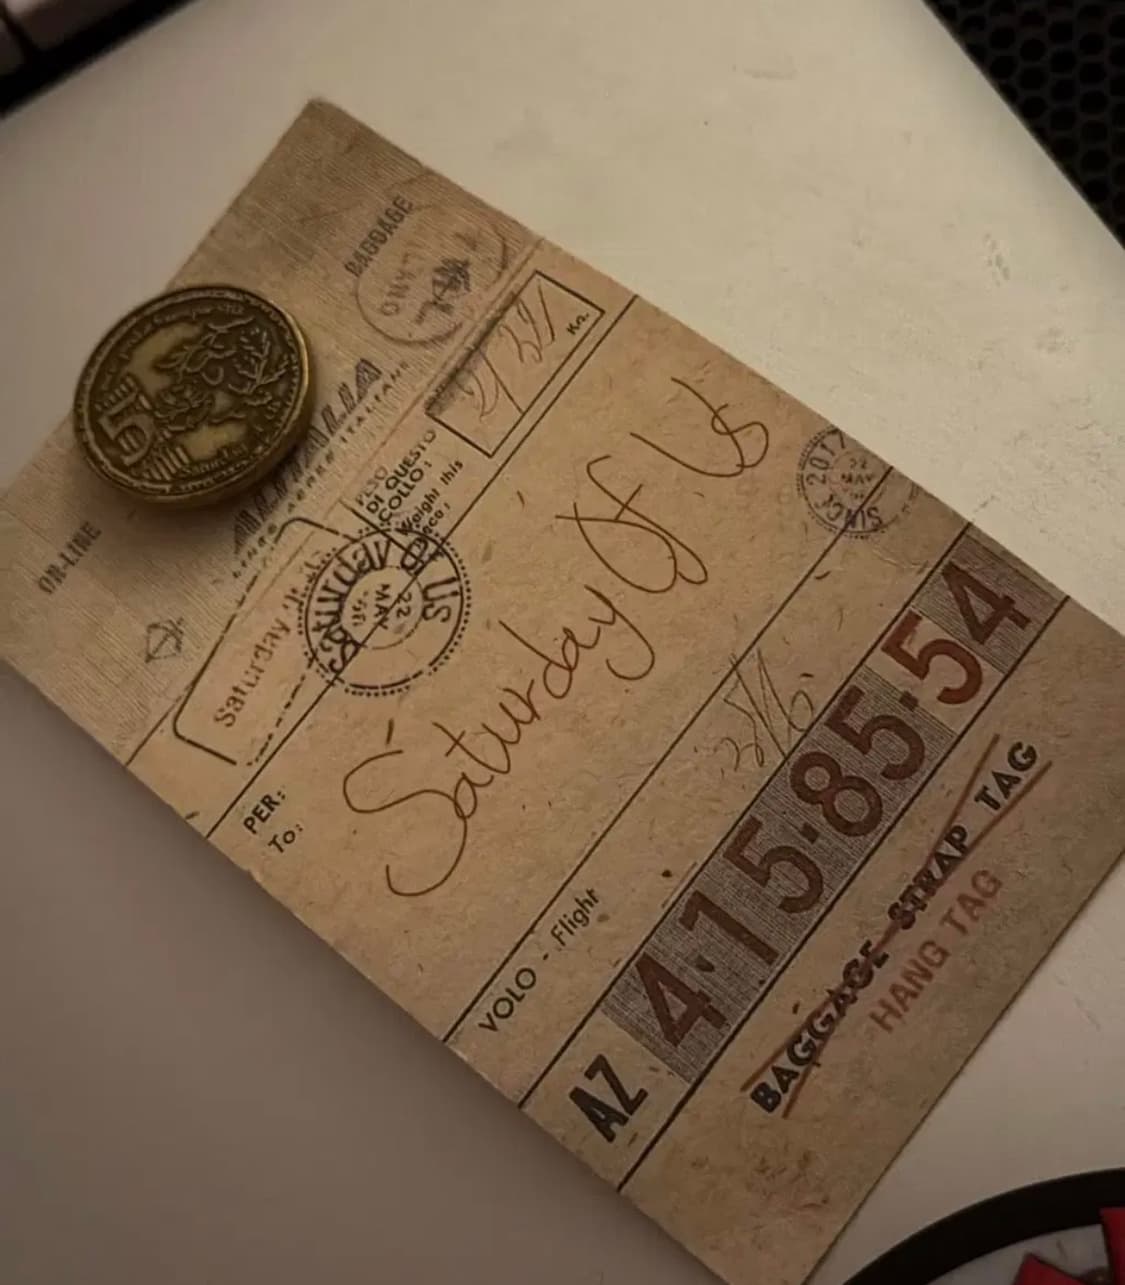 ON-LINE
BAGGAGE
Kg.
PESO
DI QUESTO
COLLO:
Weight this
Saturday
Saturday Of Us
22
MAY
PER:
To:
Saturday Of Us
2017
22
MAY
SINCE
VOLO - Flight
AZ 4·15·85·54
BAGGAGE STRAP TAG
HANG TAG